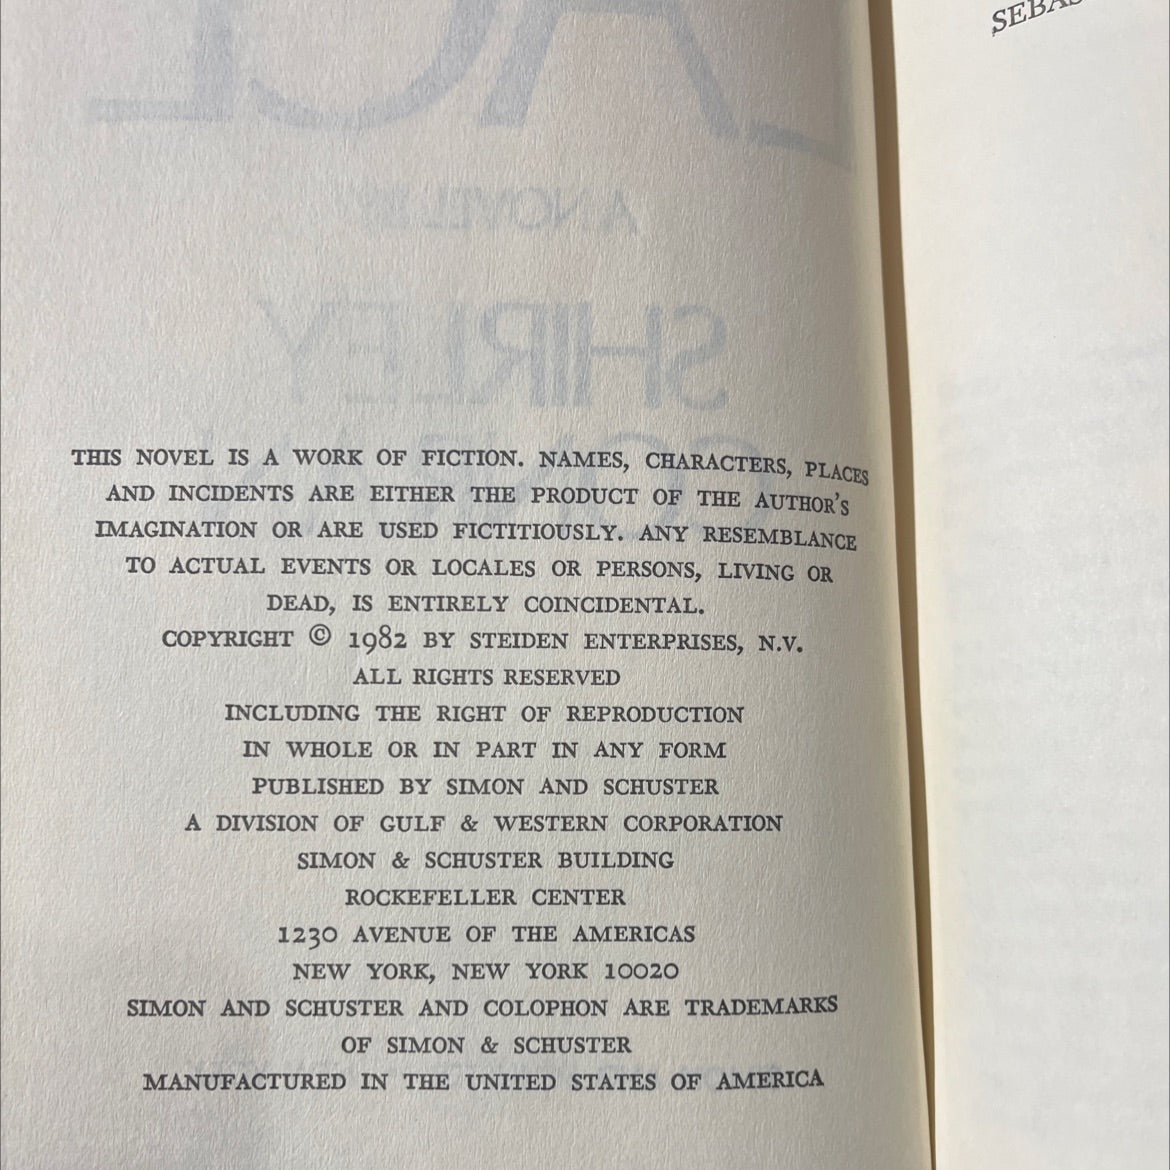 SEBAS
A NOVEL BY
SHIRLEY
THIS NOVEL IS A WORK OF FICTION. NAMES, CHARACTERS, PLACES
AND INCIDENTS ARE EITHER THE PRODUCT OF THE AUTHOR'S
IMAGINATION OR ARE USED FICTITIOUSLY. ANY RESEMBLANCE
TO ACTUAL EVENTS OR LOCALES OR PERSONS, LIVING OR
DEAD, IS ENTIRELY COINCIDENTAL.
COPYRIGHT © 1982 BY STEIDEN ENTERPRISES, N.V.
ALL RIGHTS RESERVED
INCLUDING THE RIGHT OF REPRODUCTION
IN WHOLE OR IN PART IN ANY FORM
PUBLISHED BY SIMON AND SCHUSTER
A DIVISION OF GULF & WESTERN CORPORATION
SIMON & SCHUSTER BUILDING
ROCKEFELLER CENTER
1230 AVENUE OF THE AMERICAS
NEW YORK, NEW YORK 10020
SIMON AND SCHUSTER AND COLOPHON ARE TRADEMARKS
OF SIMON & SCHUSTER
MANUFACTURED IN THE UNITED STATES OF AMERICA